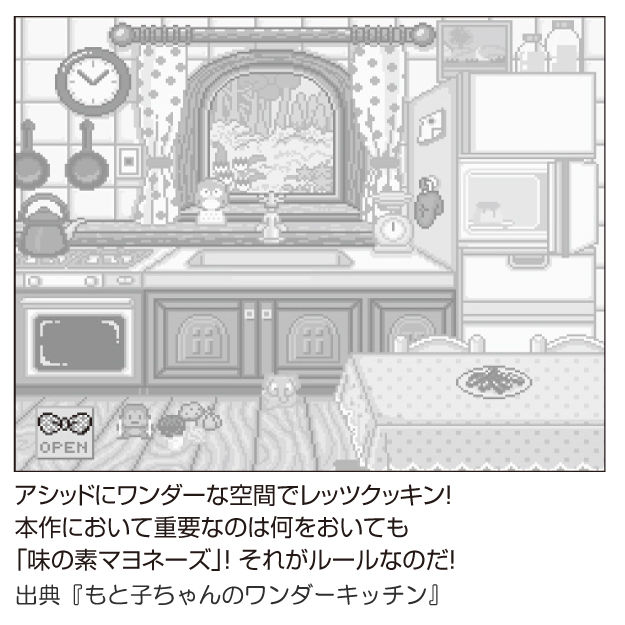 OPEN
アシッドにワンダーな空間でレッツクッキン!
本作において重要なのは何をおいても
「味の素マヨネーズ」! それがルールなのだ!
出典『もと子ちゃんのワンダーキッチン』